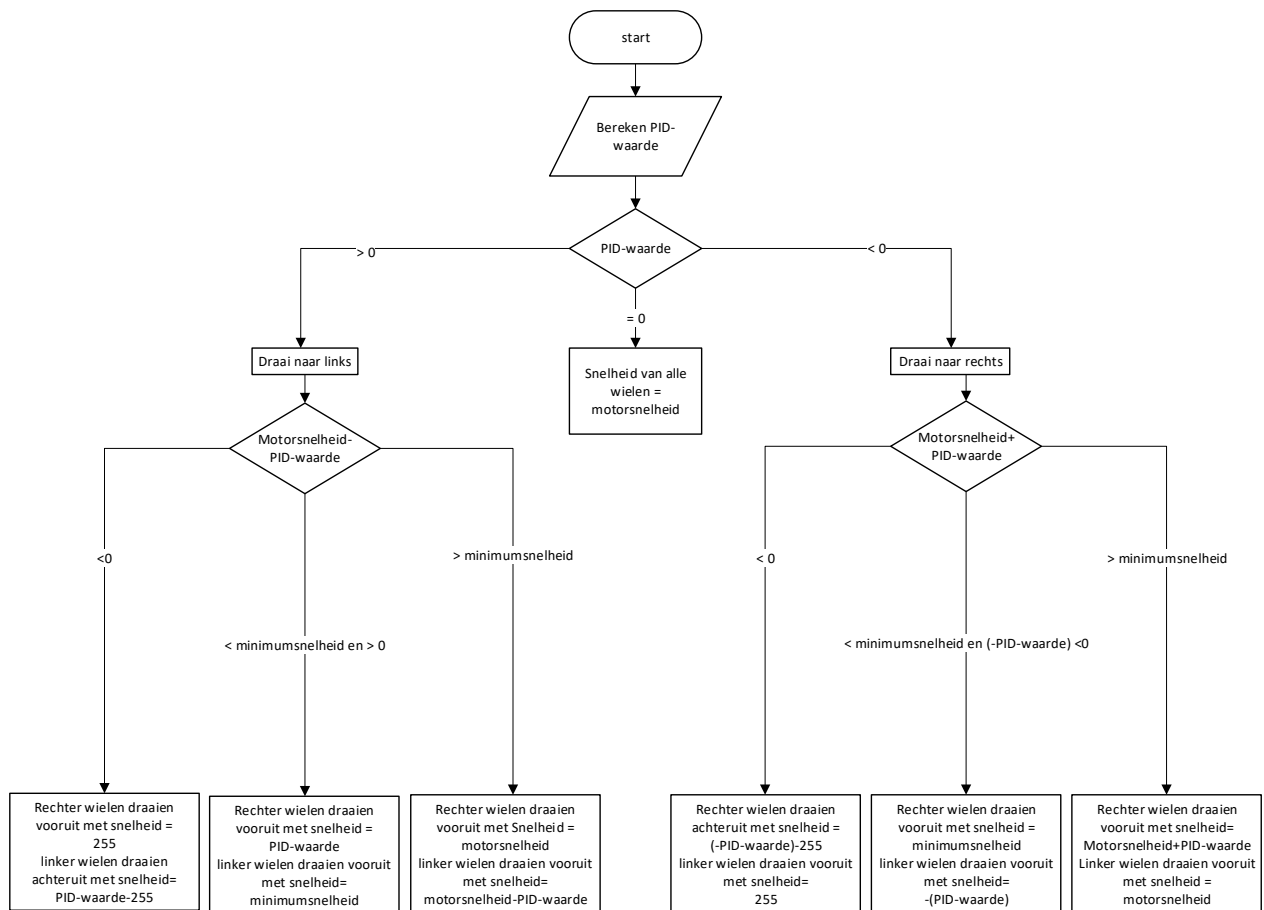 start
Bereken PID-
waarde
PID-waarde
> 0
= 0
< 0
Draai naar links
Snelheid van alle
wielen =
motorsnelheid
Draai naar rechts
Motorsnelheid-
PID-waarde
Motorsnelheid+
PID-waarde
<0
< minimumsnelheid en > 0
> minimumsnelheid
< 0
< minimumsnelheid en (-PID-waarde) <0
> minimumsnelheid
Rechter wielen draaien
vooruit met snelheid =
255
linker wielen draaien
achteruit met snelheid=
PID-waarde-255
Rechter wielen draaien
vooruit met snelheid =
PID-waarde
linker wielen draaien vooruit
met snelheid=
minimumsnelheid
Rechter wielen draaien
vooruit met Snelheid =
motorsnelheid
linker wielen draaien vooruit
met snelheid=
motorsnelheid-PID-waarde
Rechter wielen draaien
achteruit met snelheid =
(-PID-waarde)-255
linker wielen draaien vooruit
met snelheid=
255
Rechter wielen draaien
vooruit met snelheid =
minimumsnelheid
linker wielen draaien vooruit
met snelheid=
-(PID-waarde)
Rechter wielen draaien
vooruit met snelheid=
Motorsnelheid+PID-waarde
Linker wielen draaien vooruit
met snelheid =
motorsnelheid